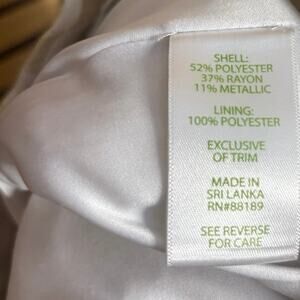 SHELL:
52% POLYESTER
37% RAYON
11% METALLIC
LINING:
100% POLYESTER
EXCLUSIVE
OF TRIM
MADE IN
SRI LANKA
RN#88189
SEE REVERSE
FOR CARE